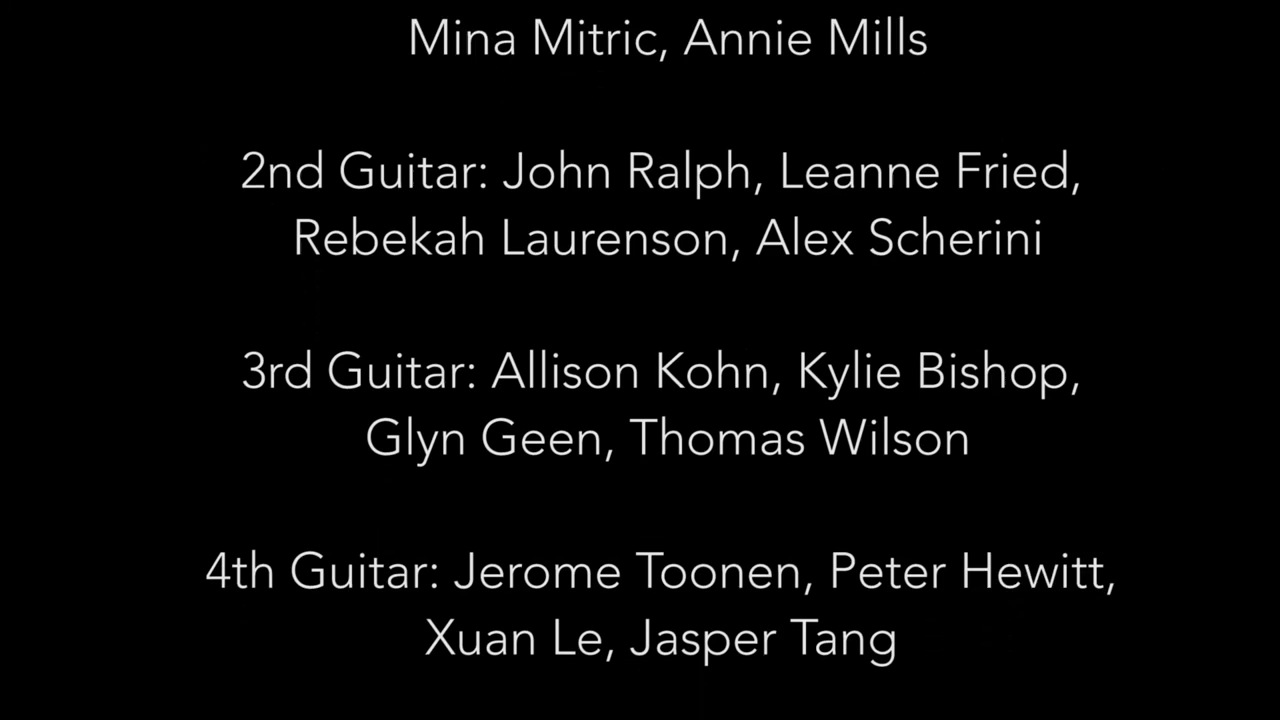 Mina Mitric, Annie Mills
2nd Guitar: John Ralph, Leanne Fried,
Rebekah Laurenson, Alex Scherini
3rd Guitar: Allison Kohn, Kylie Bishop,
Glyn Geen, Thomas Wilson
4th Guitar: Jerome Toonen, Peter Hewitt,
Xuan Le, Jasper Tang